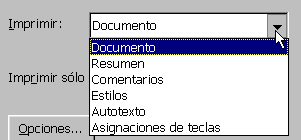 Imprimir: Documento
Documento
Resumen
Comentarios
Imprimir sólo
Estilos
Autotexto
Opciones...
Asignaciones de teclas